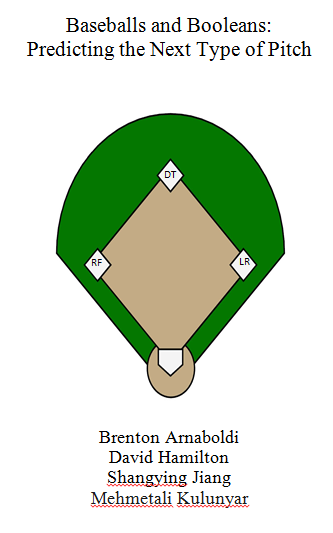 Baseballs and Booleans:
Predicting the Next Type of Pitch
DT
RF
LR
Brenton Arnaboldi
David Hamilton
Shangying Jiang
Mehmetali Kulunyar